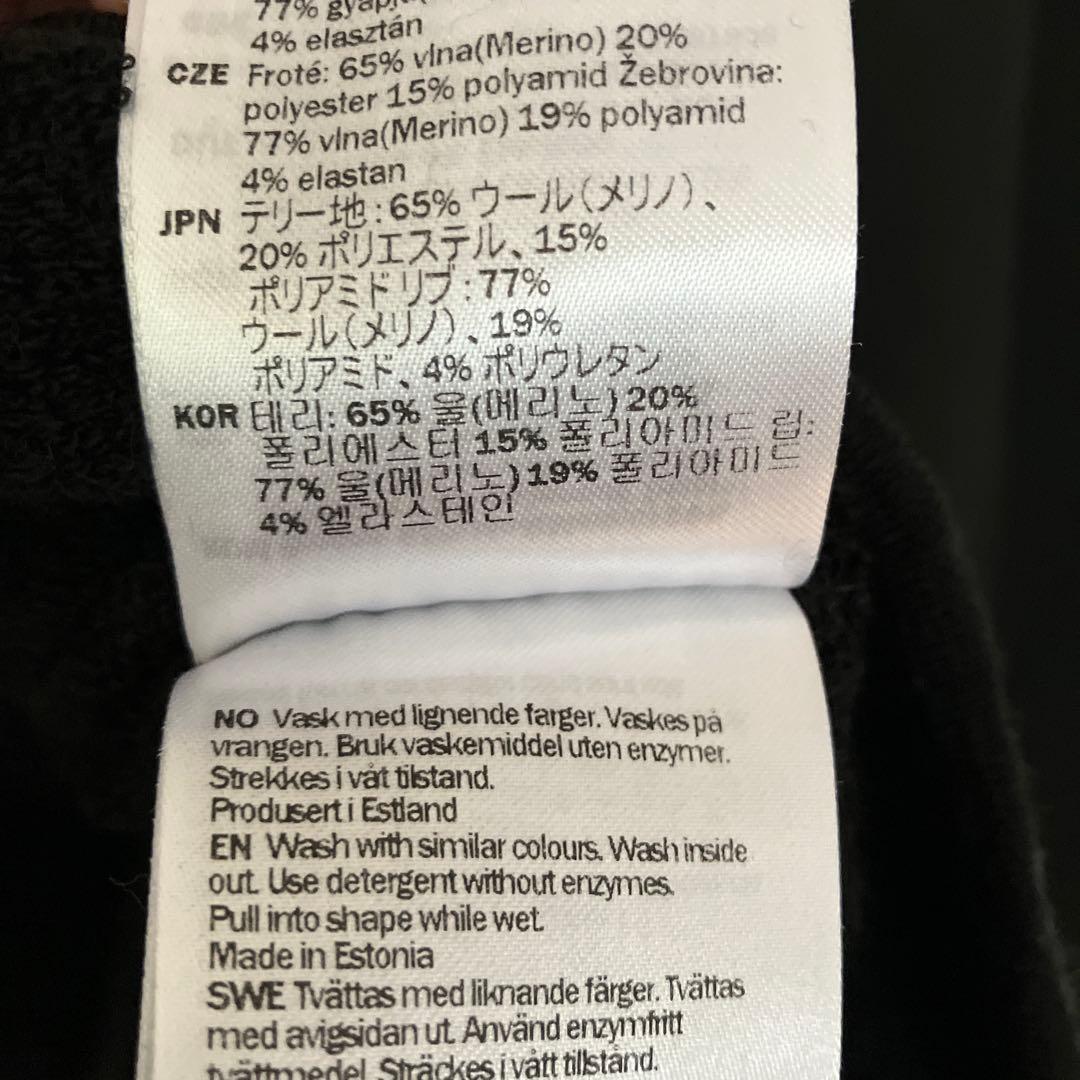 77%
4% elasztán
CZE Froté: 65% vlna(Merino) 20%
polyester 15% polyamid Žebrovina:
77% vlna(Merino) 19% polyamid
4% elastan
JPN テリー地:65% ウール(メリノ)、
20% ポリエステル、15%
ポリアミド リブ:77%
ウール(メリノ)、19%
ポリアミド、4% ポリウレタン
KOR 테리: 65% 울(메리노) 20%
폴리에스터 15% 폴리아미드 립:
77% 울(메리노) 19% 폴리아미드
4% 엘라스테인
NO Vask med lignende farger. Vaskes på
vrangen. Bruk vaskemiddel uten enzymer.
Strekkes i våt tilstand.
Produsert i Estland
EN Wash with similar colours. Wash inside
out. Use detergent without enzymes.
Pull into shape while wet.
Made in Estonia
SWE Tvättas med liknande färger. Tvättas
med avigsidan ut. Använd enzymfritt
tvättmedel. Sträckes i vått tillstånd.